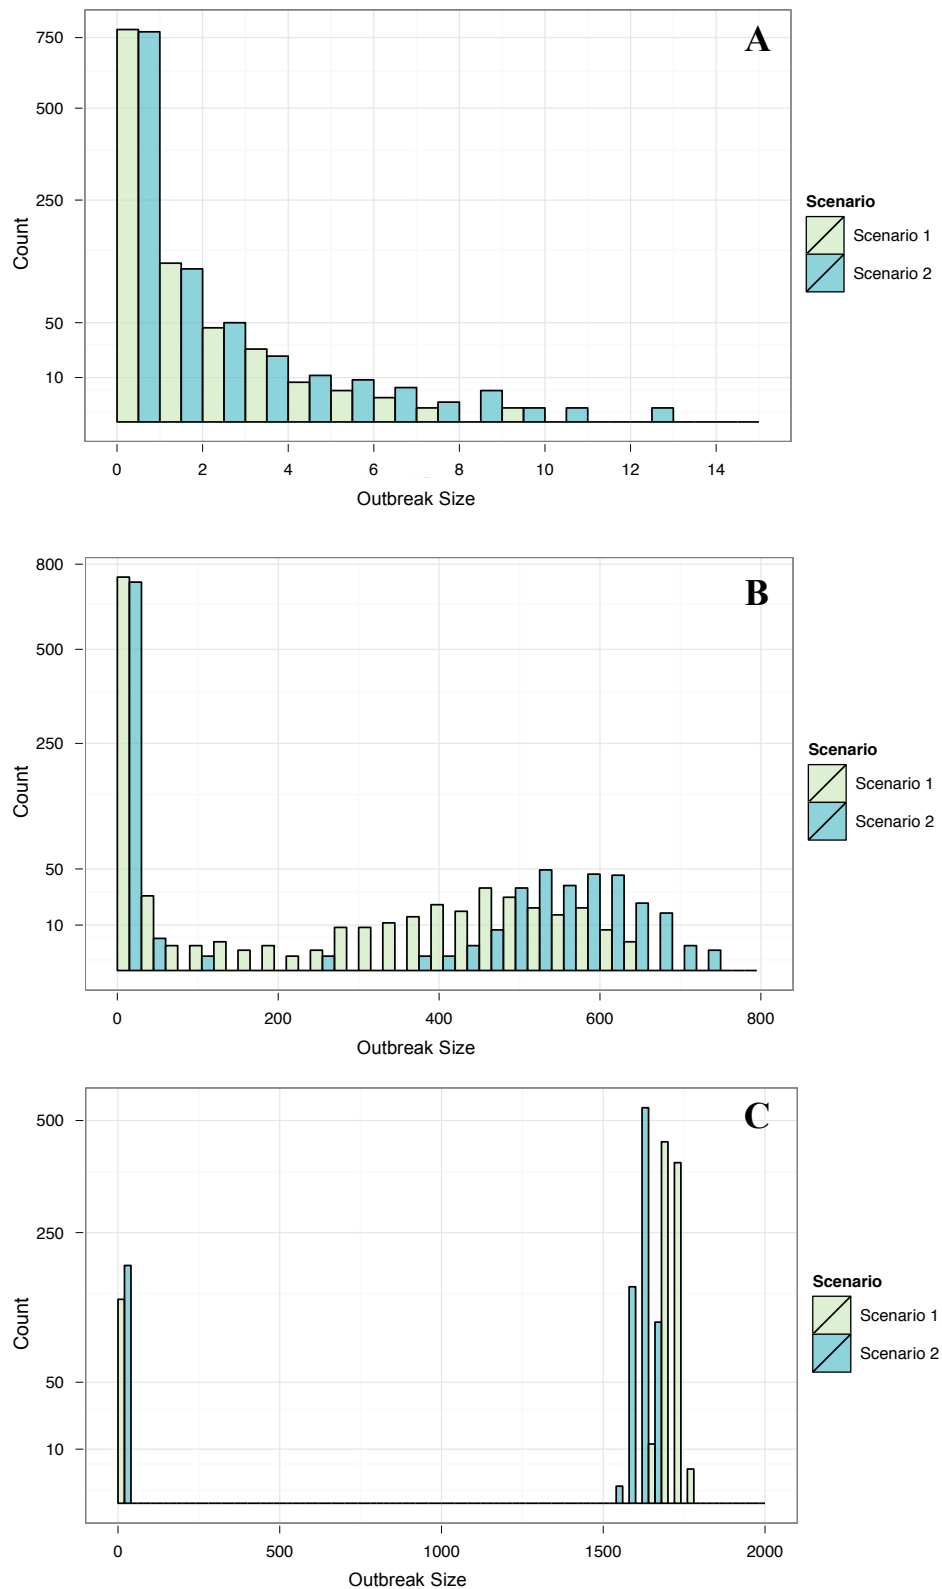 A
750
500
250
50
10
Count
0 2 4 6 8 10 12 14
Outbreak Size
Scenario
Scenario 1
Scenario 2
B
800
500
250
50
10
Count
0 200 400 600 800
Outbreak Size
Scenario
Scenario 1
Scenario 2
C
500
250
50
10
Count
0 500 1000 1500 2000
Outbreak Size
Scenario
Scenario 1
Scenario 2